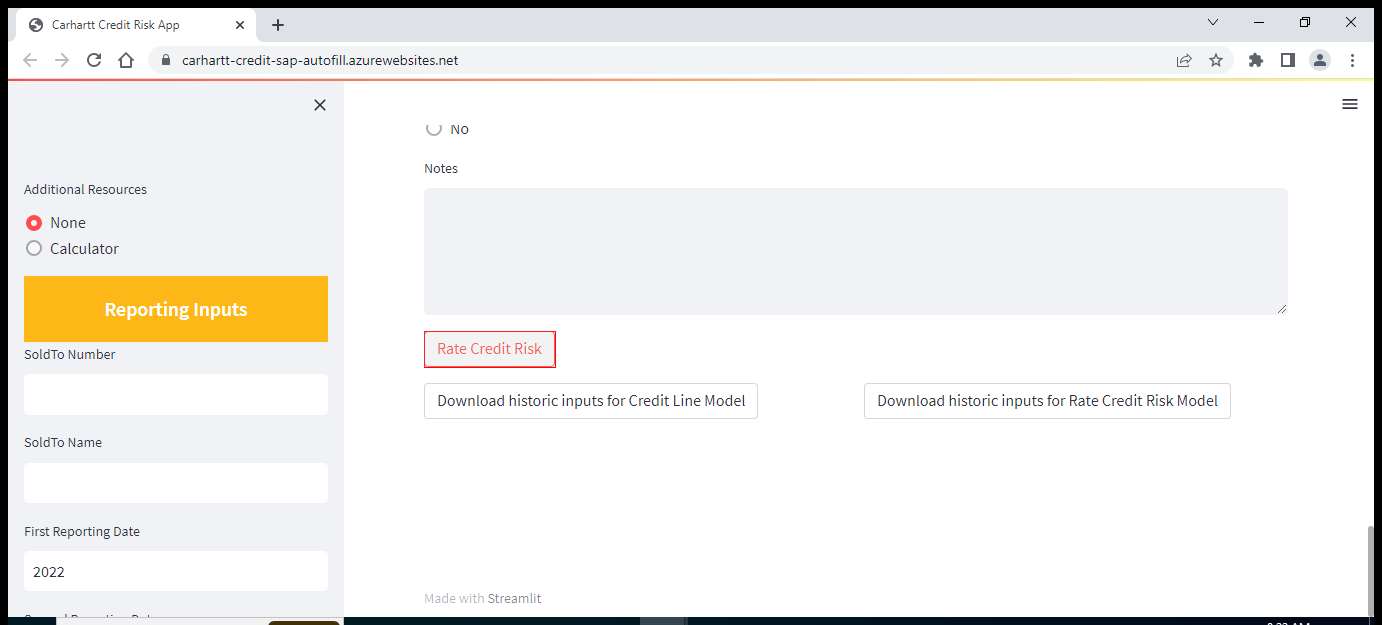 Carhartt Credit Risk App
carhartt-credit-sap-autofill.azurewebsites.net
Additional Resources
None
Calculator
Reporting Inputs
SoldTo Number
SoldTo Name
First Reporting Date
2022
No
Notes
Rate Credit Risk
Download historic inputs for Credit Line Model
Download historic inputs for Rate Credit Risk Model
Made with Streamlit